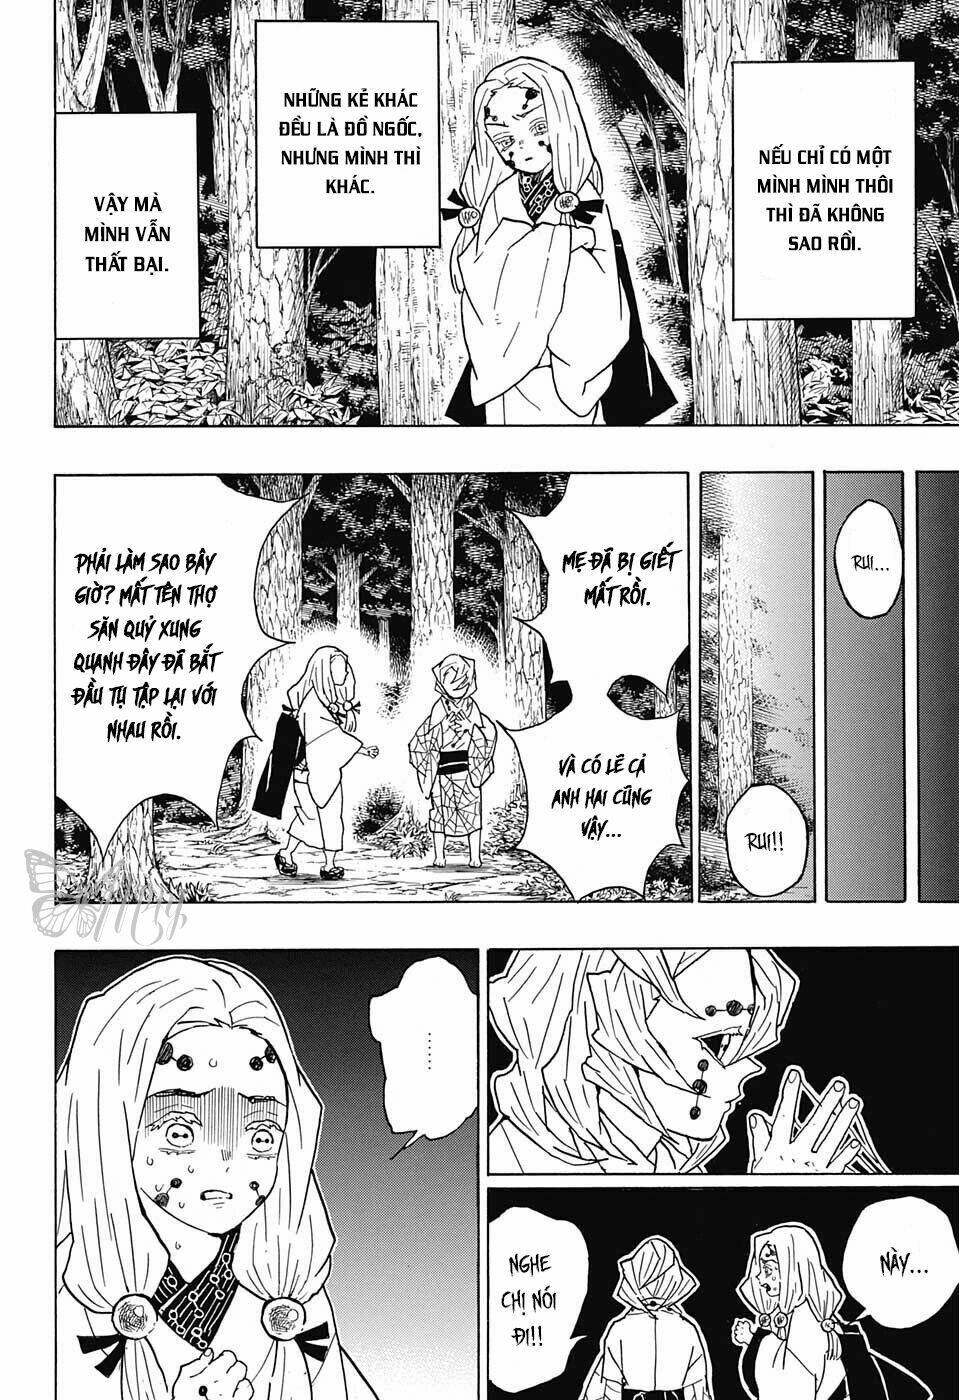 NẾU CHỈ CÓ MỘT
MÌNH MÌNH THÔI
THÌ ĐÃ KHÔNG
SAO RỒI.
NHỮNG KẺ KHÁC
ĐỀU LÀ ĐỒ NGỐC,
NHƯNG MÌNH THÌ
KHÁC.
VẬY MÀ
MÌNH VẪN
THẤT BẠI.
RUI...
RUI!!
MẸ ĐÃ BỊ GIẾT
MẤT RỒI.
VÀ CÓ LẼ CẢ
ANH HAI CŨNG
VẬY...
PHẢI LÀM SAO BÂY
GIỜ? MẤT TÊN THỢ
SĂN QUỶ XUNG
QUANH ĐÂY ĐÃ BẮT
ĐẦU TỤ TẬP LẠI VỚI
NHAU RỒI.
NÀY...
NGHE
CHỊ NÓI
ĐI!!
......